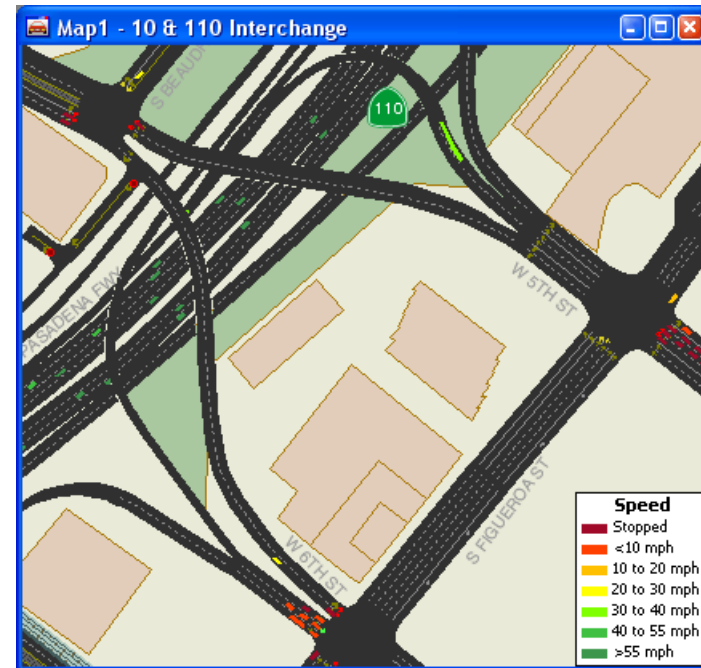 Map1 - 10 & 110 Interchange
S BEAUD
110
W 5TH ST
PASADENA FWY
S FIGUEROA ST
W 6TH ST
Speed
Stopped
<10 mph
10 to 20 mph
20 to 30 mph
30 to 40 mph
40 to 55 mph
>55 mph